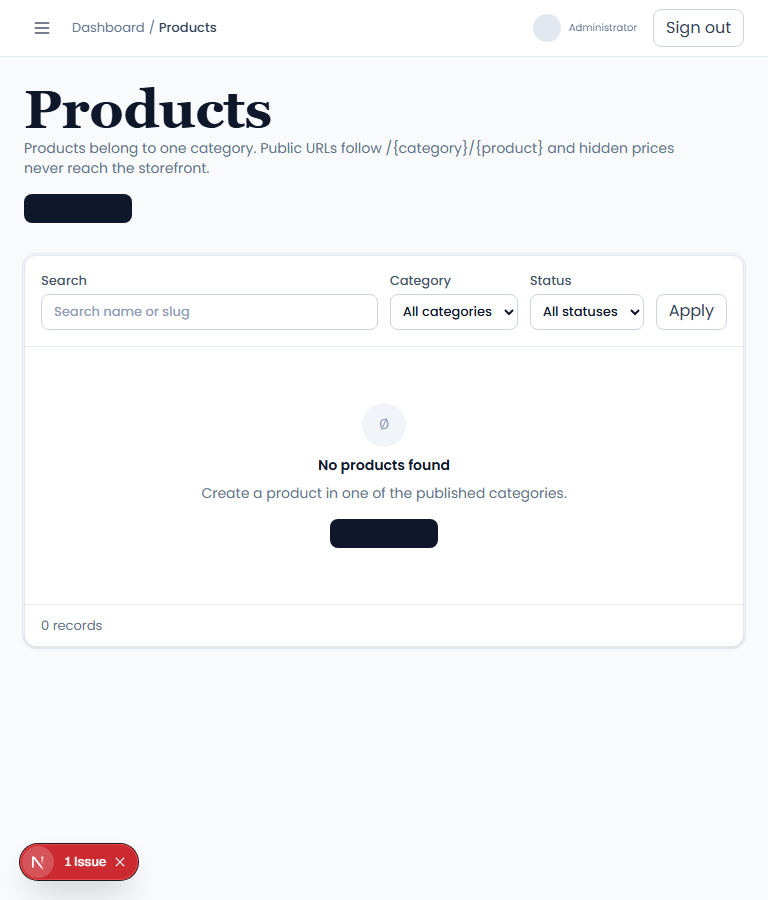 Dashboard / Products
Administrator
Sign out
Products
Products belong to one category. Public URLs follow /{category}/{product} and hidden prices
never reach the storefront.
Search
Category
Status
Search name or slug
All categories
All statuses
Apply
Ø
No products found
Create a product in one of the published categories.
0 records
N
1 Issue